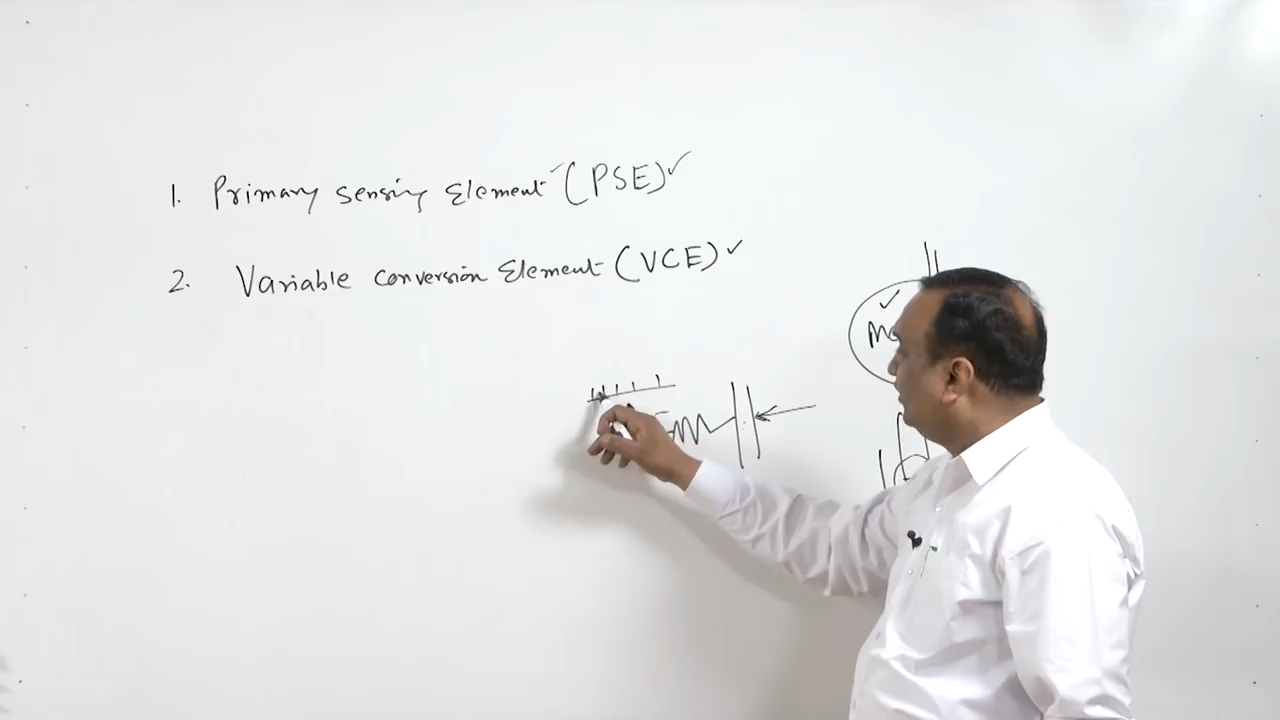 1. Primary Sensing Element (PSE)✓
2. Variable Conversion Element (VCE)✓